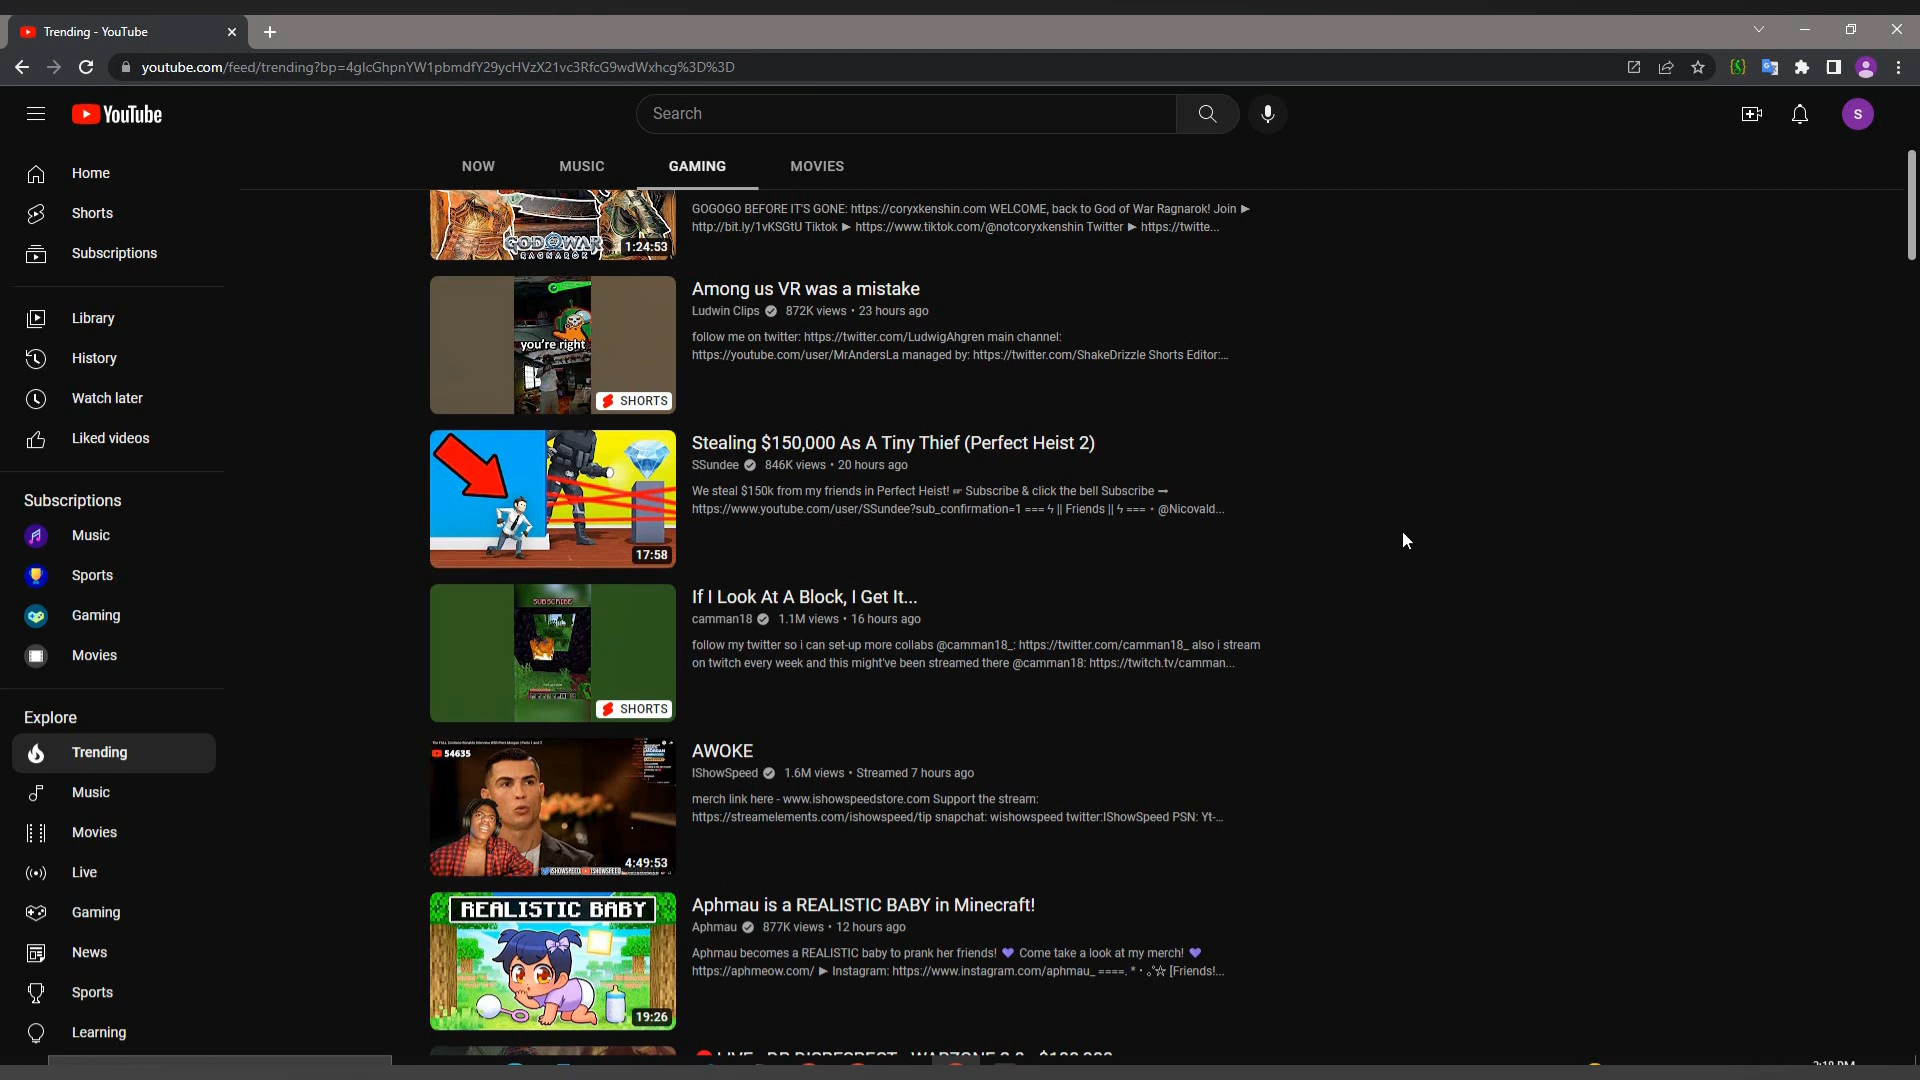 Trending - YouTube
youtube.com/feed/trending?bp=4gIcGhpnYW1pbmdfY29ycHVzX21vc3RfcG9wdWxhcg%3D%3D
YouTube
Search
S
NOW MUSIC GAMING MOVIES
Home
Shorts
Subscriptions
Library
History
Watch later
Liked videos
Subscriptions
Music
Sports
Gaming
Movies
Explore
Trending
Music
Movies
Live
Gaming
News
Sports
Learning
GOD OF WAR
RAGNAROK
1:24:53
GOGOGO BEFORE IT'S GONE: https://coryxkenshin.com WELCOME, back to God of War Ragnarok! Join ►
http://bit.ly/1vKSGtU Tiktok ► https://www.tiktok.com/@notcoryxkenshin Twitter ► https://twitte...
you're right
SHORTS
Among us VR was a mistake
Ludwin Clips 872K views • 23 hours ago
follow me on twitter: https://twitter.com/LudwigAhgren main channel:
https://youtube.com/user/MrAndersLa managed by: https://twitter.com/ShakeDrizzle Shorts Editor:...
17:58
Stealing $150,000 As A Tiny Thief (Perfect Heist 2)
SSundee 846K views • 20 hours ago
We steal $150k from my friends in Perfect Heist! ☞ Subscribe & click the bell Subscribe →
https://www.youtube.com/user/SSundee?sub_confirmation=1 === ϟ || Friends || ϟ === • @Nicovald...
SUBSCRIBE
SHORTS
If I Look At A Block, I Get It...
camman18 1.1M views • 16 hours ago
follow my twitter so i can set-up more collabs @camman18_: https://twitter.com/camman18_ also i stream
on twitch every week and this might've been streamed there @camman18: https://twitch.tv/camman...
54635
4:49:53
AWOKE
IShowSpeed 1.6M views • Streamed 7 hours ago
merch link here - www.ishowspeedstore.com Support the stream:
https://streamelements.com/ishowspeed/tip snapchat: wishowspeed twitter:IShowSpeed PSN: Yt-...
REALISTIC BABY
19:26
Aphmau is a REALISTIC BABY in Minecraft!
Aphmau 877K views • 12 hours ago
Aphmau becomes a REALISTIC baby to prank her friends! 💜 Come take a look at my merch! 💜
https://aphmeow.com/ ► Instagram: https://www.instagram.com/aphmau_ ====. * • ｡°☆ [Friends!...